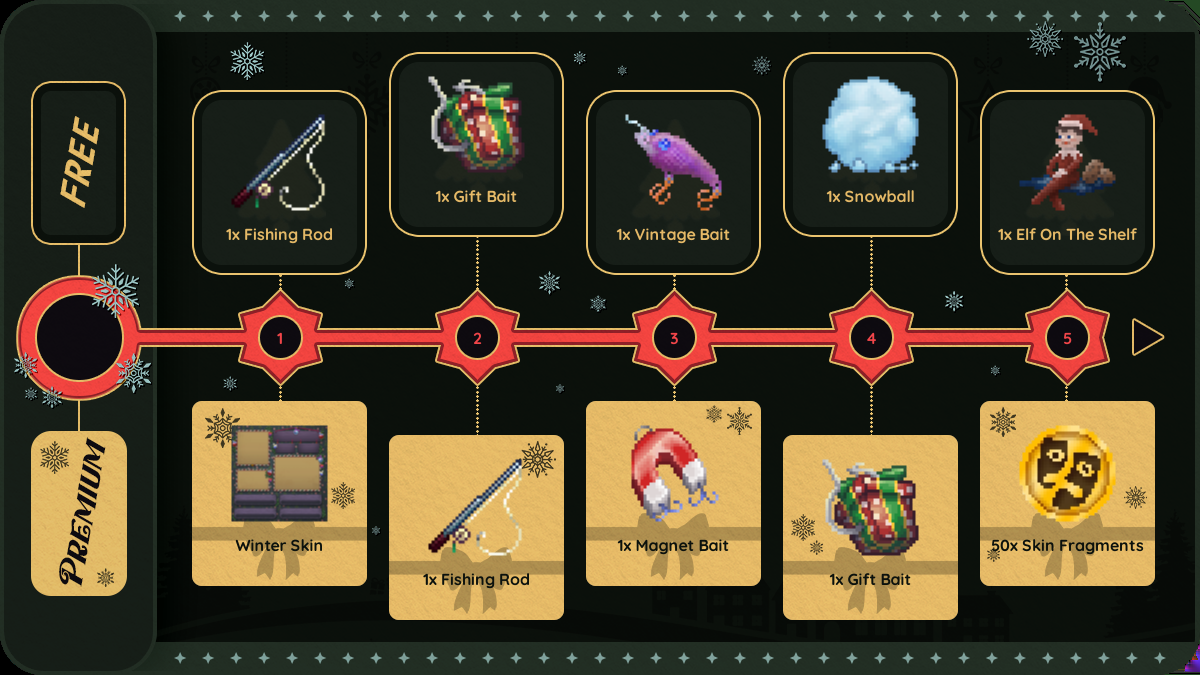 FREE
1x Fishing Rod
1x Gift Bait
1x Vintage Bait
1x Snowball
1x Elf On The Shelf
1
2
3
4
5
PREMIUM
Winter Skin
1x Fishing Rod
1x Magnet Bait
1x Gift Bait
50x Skin Fragments